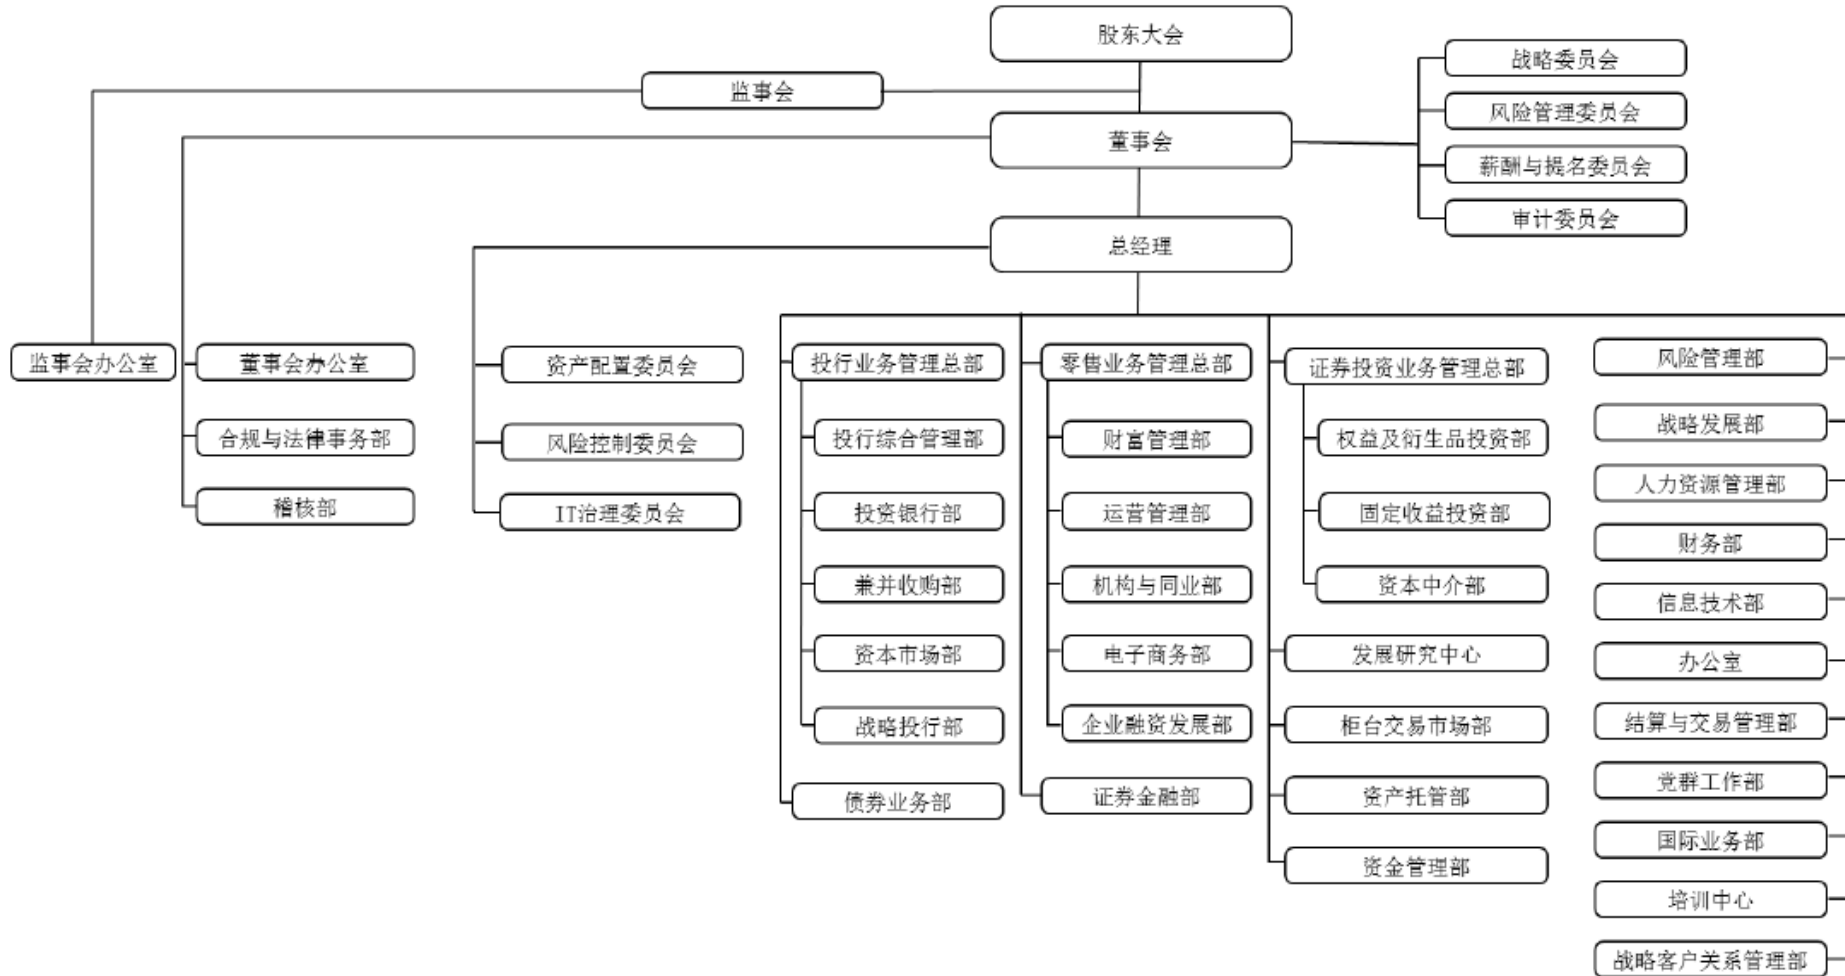 股东大会
监事会
董事会
战略委员会
风险管理委员会
薪酬与提名委员会
审计委员会
总经理
监事会办公室
董事会办公室
合规与法律事务部
稽核部
资产配置委员会
风险控制委员会
IT治理委员会
投行业务管理总部
投行综合管理部
投资银行部
兼并收购部
资本市场部
战略投行部
债券业务部
零售业务管理总部
财富管理部
运营管理部
机构与同业部
电子商务部
企业融资发展部
证券金融部
证券投资业务管理总部
权益及衍生品投资部
固定收益投资部
资本中介部
发展研究中心
柜台交易市场部
资产托管部
资金管理部
风险管理部
战略发展部
人力资源管理部
财务部
信息技术部
办公室
结算与交易管理部
党群工作部
国际业务部
培训中心
战略客户关系管理部